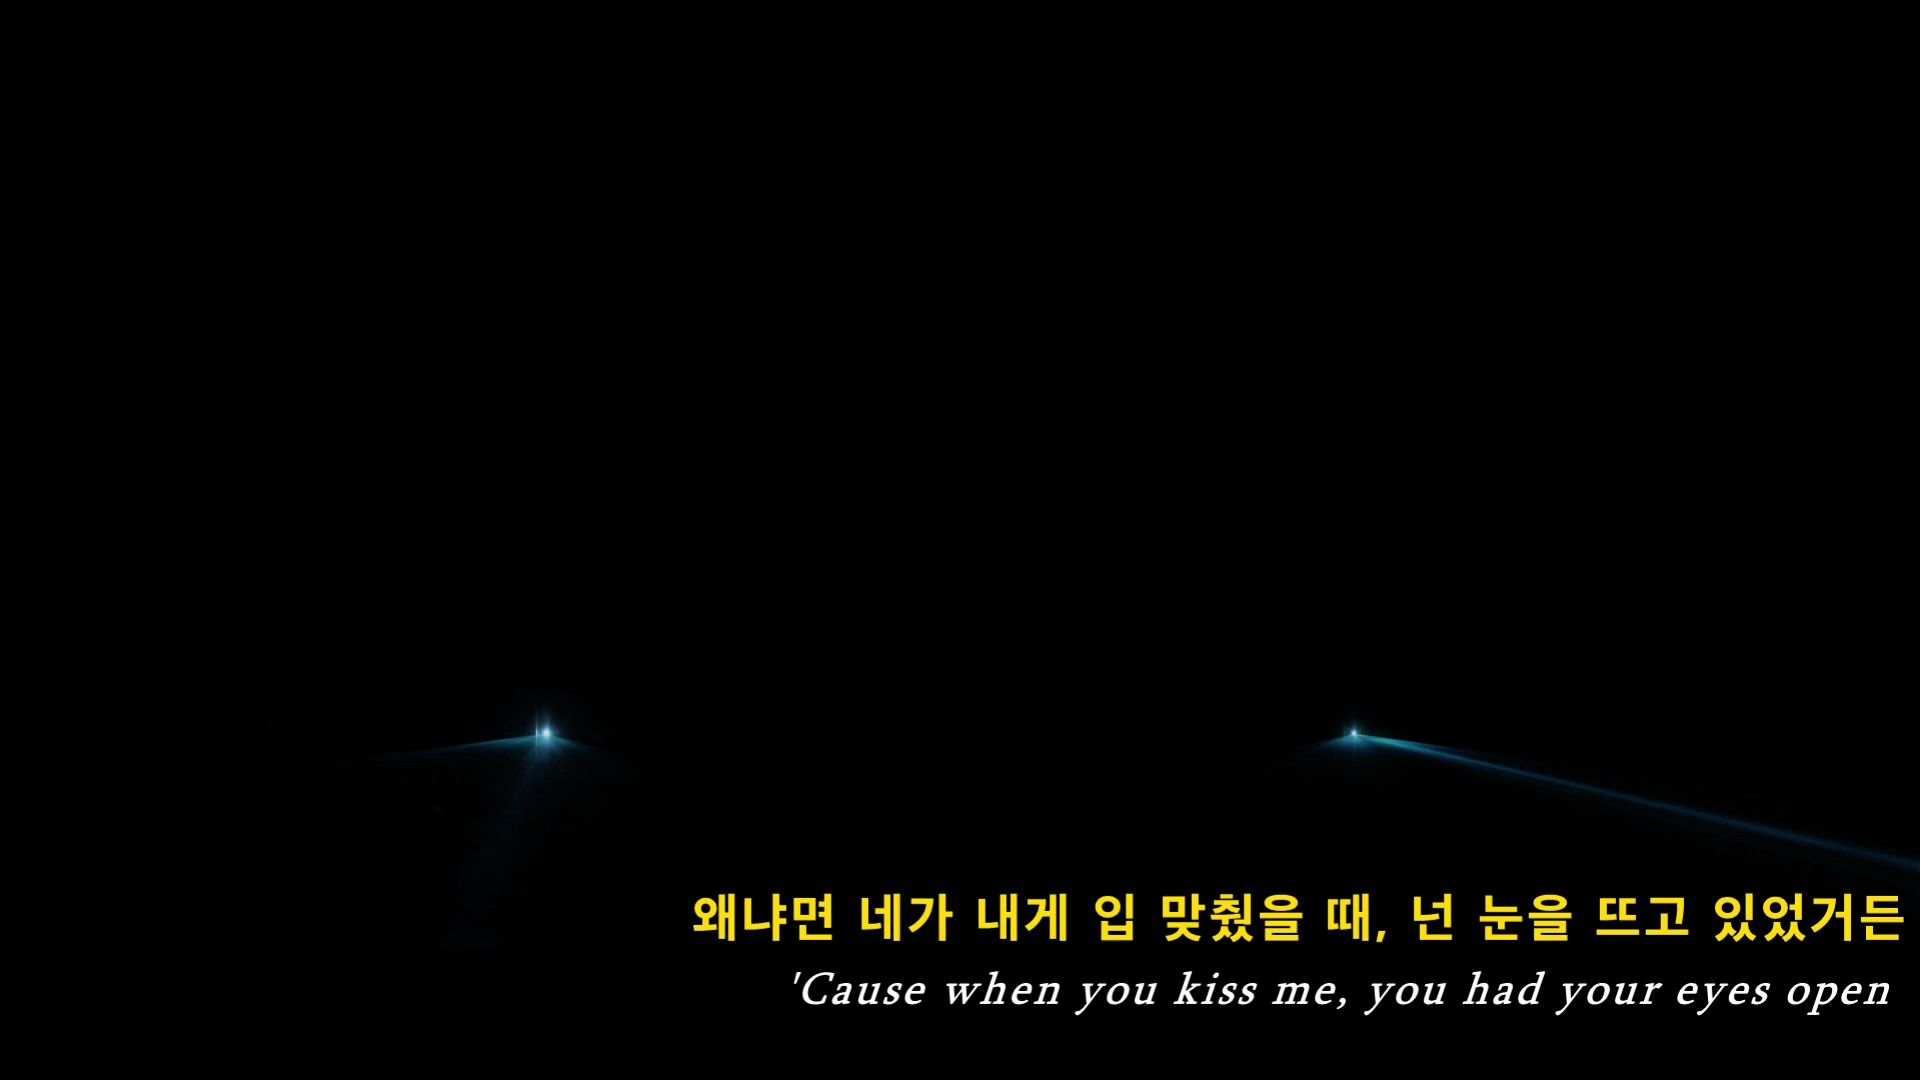 왜냐면 네가 내게 입 맞췄을 때, 넌 눈을 뜨고 있었거든
'Cause when you kiss me, you had your eyes open